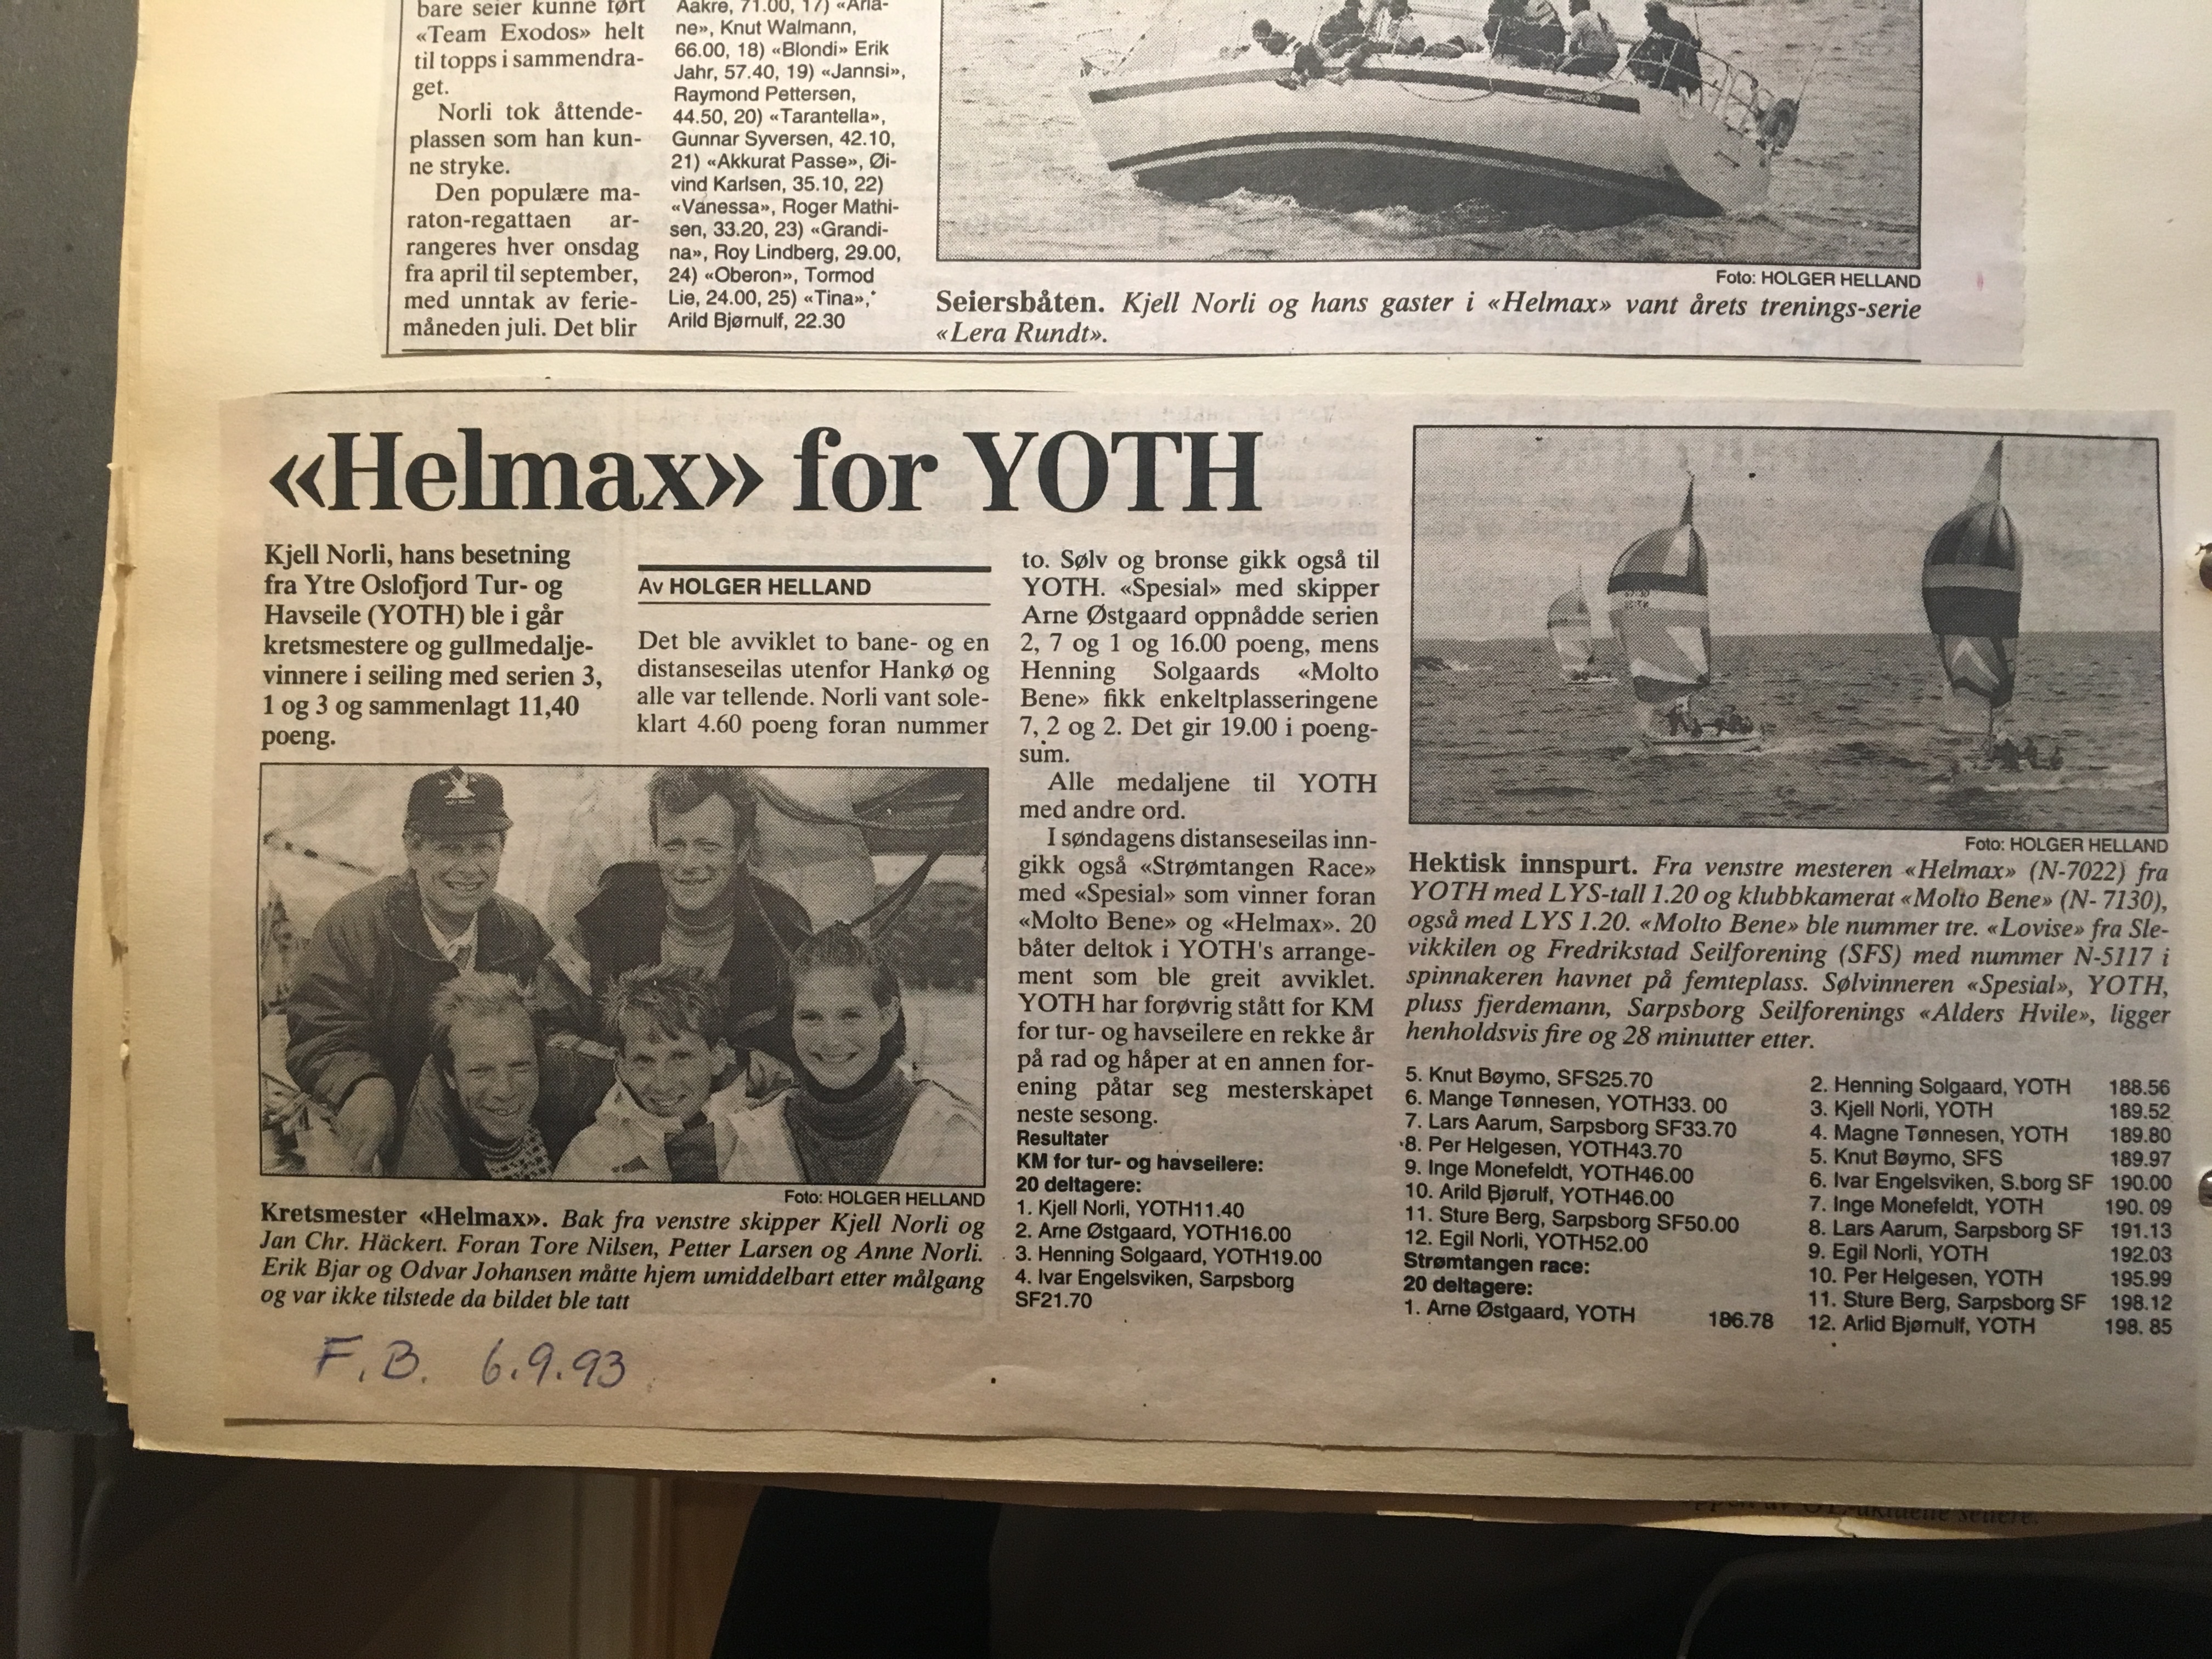 bare seier kunne ført
«Team Exodos» helt
til topps i sammendra-
get.
Norli tok åttende-
plassen som han kun-
ne stryke.
Den populære ma-
raton-regattaen ar-
rangeres hver onsdag
fra april til september,
med unntak av ferie-
måneden juli. Det blir
Aakre, 71.00, 17) «Aria-
ne», Knut Walmann,
66.00, 18) «Blondi» Erik
Jahr, 57.40, 19) «Jannsi»,
Raymond Pettersen,
44.50, 20) «Tarantella»,
Gunnar Syversen, 42.10,
21) «Akkurat Passe», Øi-
vind Karlsen, 35.10, 22)
«Vanessa», Roger Mathi-
sen, 33.20, 23) «Grandi-
na», Roy Lindberg, 29.00,
24) «Oberon», Tormod
Lie, 24.00, 25) «Tina»,
Arild Bjørnulf, 22.30
Foto: HOLGER HELLAND
Seiersbåten. Kjell Norli og hans gaster i «Helmax» vant årets trenings-serie
«Lera Rundt».
«Helmax» for YOTH
Kjell Norli, hans besetning
fra Ytre Oslofjord Tur- og
Havseile (YOTH) ble i går
kretsmestere og gullmedalje-
vinnere i seiling med serien 3,
1 og 3 og sammenlagt 11,40
poeng.
Av HOLGER HELLAND
Det ble avviklet to bane- og en
distanseseilas utenfor Hankø og
alle var tellende. Norli vant sole-
klart 4.60 poeng foran nummer
to. Sølv og bronse gikk også til
YOTH. «Spesial» med skipper
Arne Østgaard oppnådde serien
2, 7 og 1 og 16.00 poeng, mens
Henning Solgaards «Molto
Bene» fikk enkeltplasseringene
7, 2 og 2. Det gir 19.00 i poeng-
sum.
Alle medaljene til YOTH
med andre ord.
I søndagens distanseseilas inn-
gikk også «Strømtangen Race»
med «Spesial» som vinner foran
«Molto Bene» og «Helmax». 20
båter deltok i YOTH's arrange-
ment som ble greit avviklet.
YOTH har forøvrig stått for KM
for tur- og havseilere en rekke år
på rad og håper at en annen for-
ening påtar seg mesterskapet
neste sesong.
Resultater
KM for tur- og havseilere:
20 deltagere:
1. Kjell Norli, YOTH11.40
2. Arne Østgaard, YOTH16.00
3. Henning Solgaard, YOTH19.00
4. Ivar Engelsviken, Sarpsborg
SF21.70
Foto: HOLGER HELLAND
Kretsmester «Helmax». Bak fra venstre skipper Kjell Norli og
Jan Chr. Häckert. Foran Tore Nilsen, Petter Larsen og Anne Norli.
Erik Bjar og Odvar Johansen måtte hjem umiddelbart etter målgang
og var ikke tilstede da bildet ble tatt
Foto: HOLGER HELLAND
Hektisk innspurt. Fra venstre mesteren «Helmax» (N-7022) fra
YOTH med LYS-tall 1.20 og klubbkamerat «Molto Bene» (N- 7130),
også med LYS 1.20. «Molto Bene» ble nummer tre. «Lovise» fra Sle-
vikkilen og Fredrikstad Seilforening (SFS) med nummer N-5117 i
spinnakeren havnet på femteplass. Sølvinneren «Spesial», YOTH,
pluss fjerdemann, Sarpsborg Seilforenings «Alders Hvile», ligger
henholdsvis fire og 28 minutter etter.
5. Knut Bøymo, SFS25.70
6. Mange Tønnesen, YOTH33. 00
7. Lars Aarum, Sarpsborg SF33.70
8. Per Helgesen, YOTH43.70
9. Inge Monefeldt, YOTH46.00
10. Arild Bjørulf, YOTH46.00
11. Sture Berg, Sarpsborg SF50.00
12. Egil Norli, YOTH52.00
Strømtangen race:
20 deltagere:
1. Arne Østgaard, YOTH 186.78
2. Henning Solgaard, YOTH 188.56
3. Kjell Norli, YOTH 189.52
4. Magne Tønnesen, YOTH 189.80
5. Knut Bøymo, SFS 189.97
6. Ivar Engelsviken, S.borg SF 190.00
7. Inge Monefeldt, YOTH 190. 09
8. Lars Aarum, Sarpsborg SF 191.13
9. Egil Norli, YOTH 192.03
10. Per Helgesen, YOTH 195.99
11. Sture Berg, Sarpsborg SF 198.12
12. Arlid Bjørnulf, YOTH 198. 85
F.B. 6.9.93